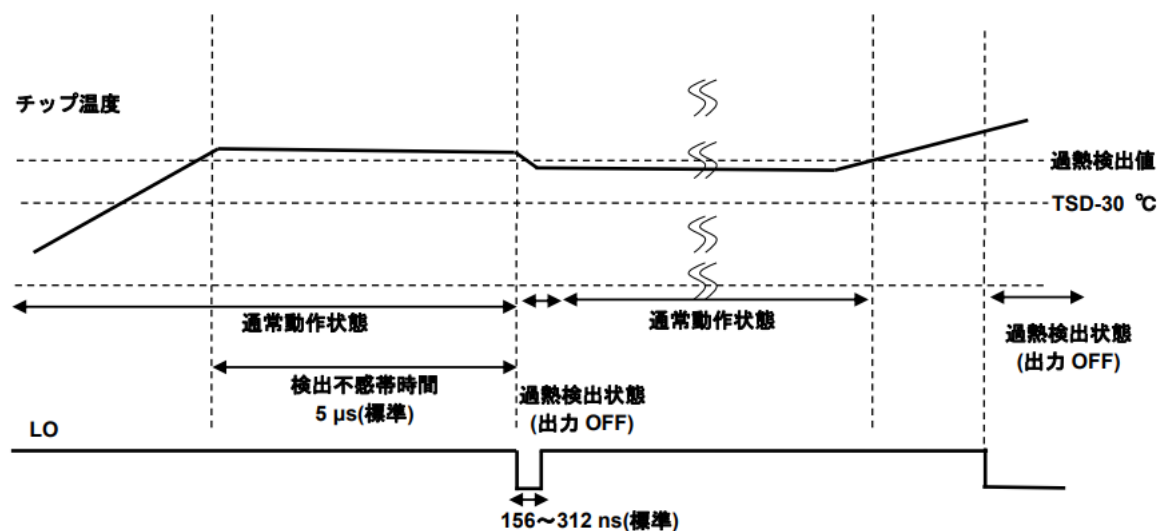 チップ温度
過熱検出値
TSD-30 ℃
通常動作状態
通常動作状態
過熱検出状態
(出力 OFF)
検出不感帯時間
5 μs(標準)
過熱検出状態
(出力 OFF)
LO
156～312 ns(標準)